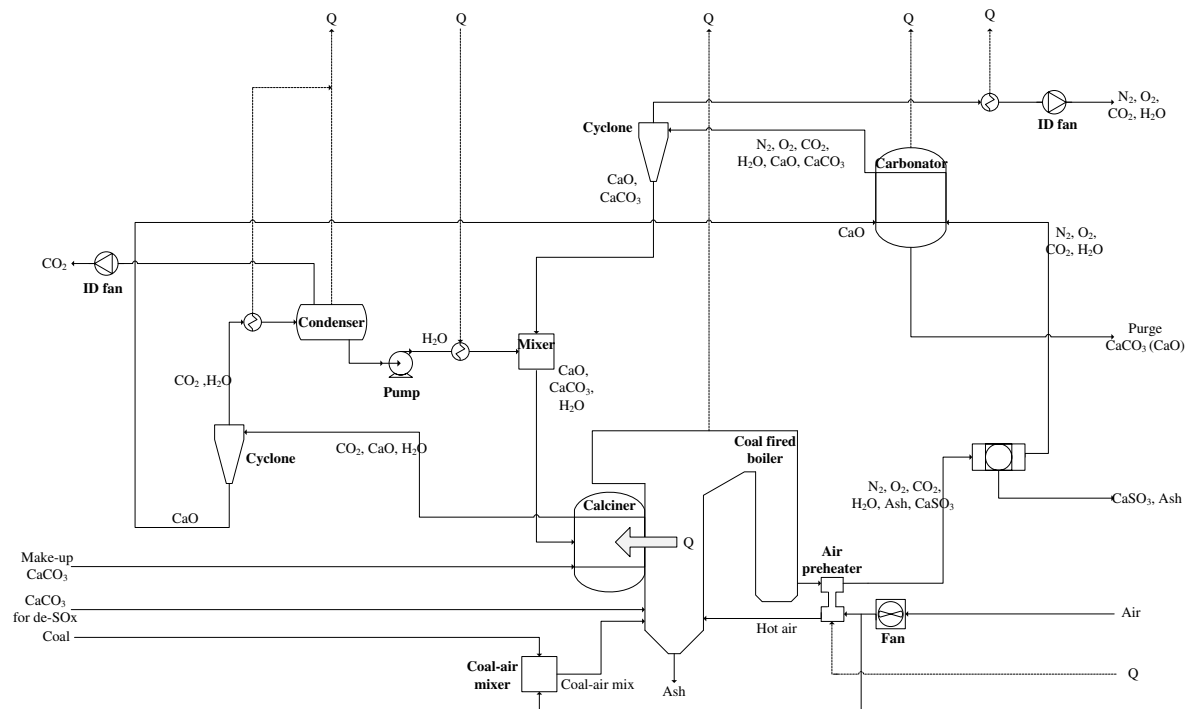 Q
Q
Q
Q
Q
N₂, O₂,
CO₂, H₂O
ID fan
Cyclone
N₂, O₂, CO₂,
H₂O, CaO, CaCO₃
Carbonator
CaO,
CaCO₃
CaO
N₂, O₂,
CO₂, H₂O
CO₂
ID fan
Condenser
H₂O
Mixer
Pump
Purge
CaCO₃ (CaO)
CO₂ ,H₂O
CaO,
CaCO₃,
H₂O
CO₂, CaO, H₂O
Cyclone
Coal fired
boiler
N₂, O₂, CO₂,
H₂O, Ash, CaSO₃
CaSO₃, Ash
CaO
Calciner
Q
Make-up
CaCO₃
Air
preheater
CaCO₃
for de-SOx
Air
Hot air
Fan
Coal
Coal-air
mixer
Coal-air mix
Ash
Q